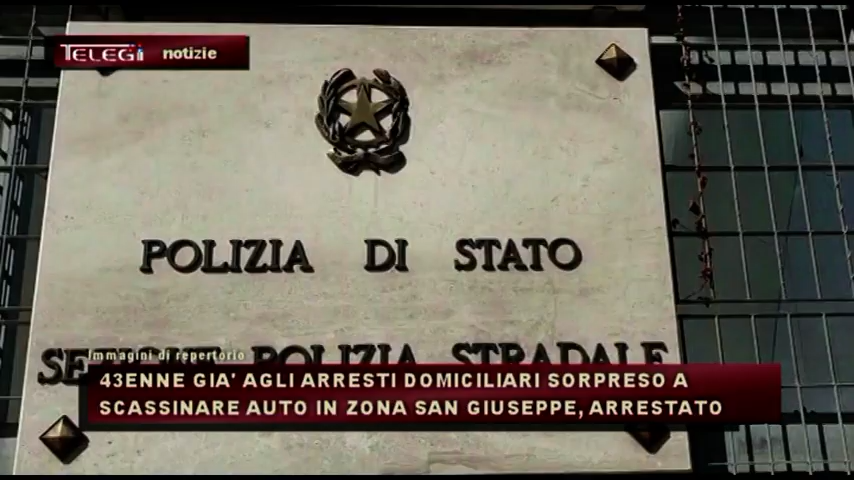 TELEGI notizie
POLIZIA DI STATO
POLIZIA STRADALE
Immagini di repertorio
43ENNE GIA' AGLI ARRESTI DOMICILIARI SORPRESO A
SCASSINARE AUTO IN ZONA SAN GIUSEPPE, ARRESTATO